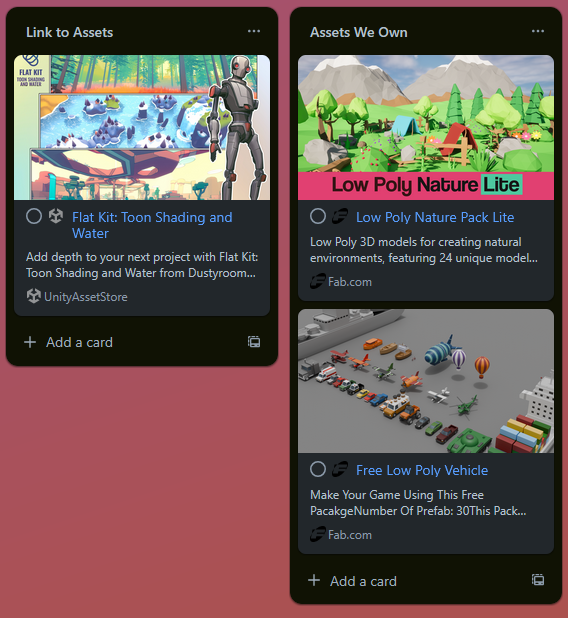 Link to Assets
FLAT KIT
TOON SHADING
AND WATER
Flat Kit: Toon Shading and
Water
Add depth to your next project with Flat Kit:
Toon Shading and Water from Dustyroom...
UnityAssetStore
Add a card
Assets We Own
Low Poly Nature Lite
Low Poly Nature Pack Lite
Low Poly 3D models for creating natural
environments, featuring 24 unique model...
Fab.com
Free Low Poly Vehicle
Make Your Game Using This Free
PacakgeNumber Of Prefab: 30This Pack...
Fab.com
Add a card